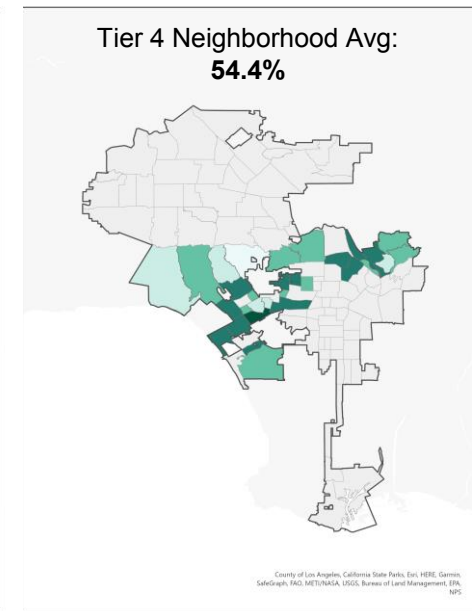 Tier 4 Neighborhood Avg:
54.4%
County of Los Angeles, California State Parks, Esri, HERE, Garmin,
SafeGraph, FAO, METI/NASA, USGS, Bureau of Land Management, EPA,
NPS